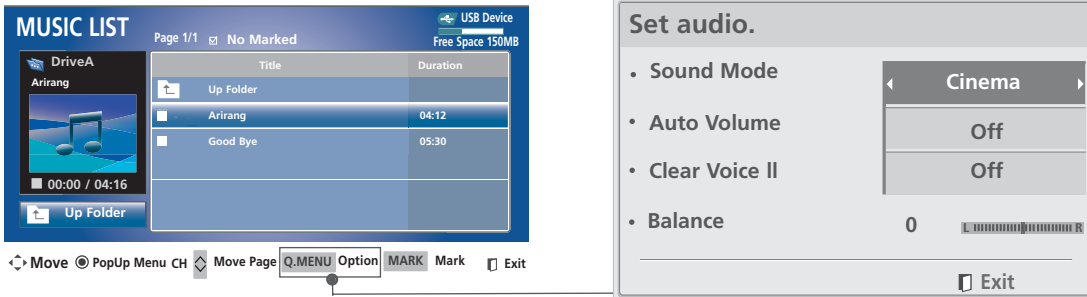 MUSIC LIST
Page 1/1 No Marked
USB Device
Free Space 150MB
DriveA
Arirang
00:00 / 04:16
Up Folder
Title Duration
Up Folder
Arirang 04:12
Good Bye 05:30
Move PopUp Menu CH Move Page Q.MENU Option MARK Mark Exit
Set audio.
• Sound Mode Cinema
• Auto Volume Off
• Clear Voice ll Off
• Balance 0 L R
Exit